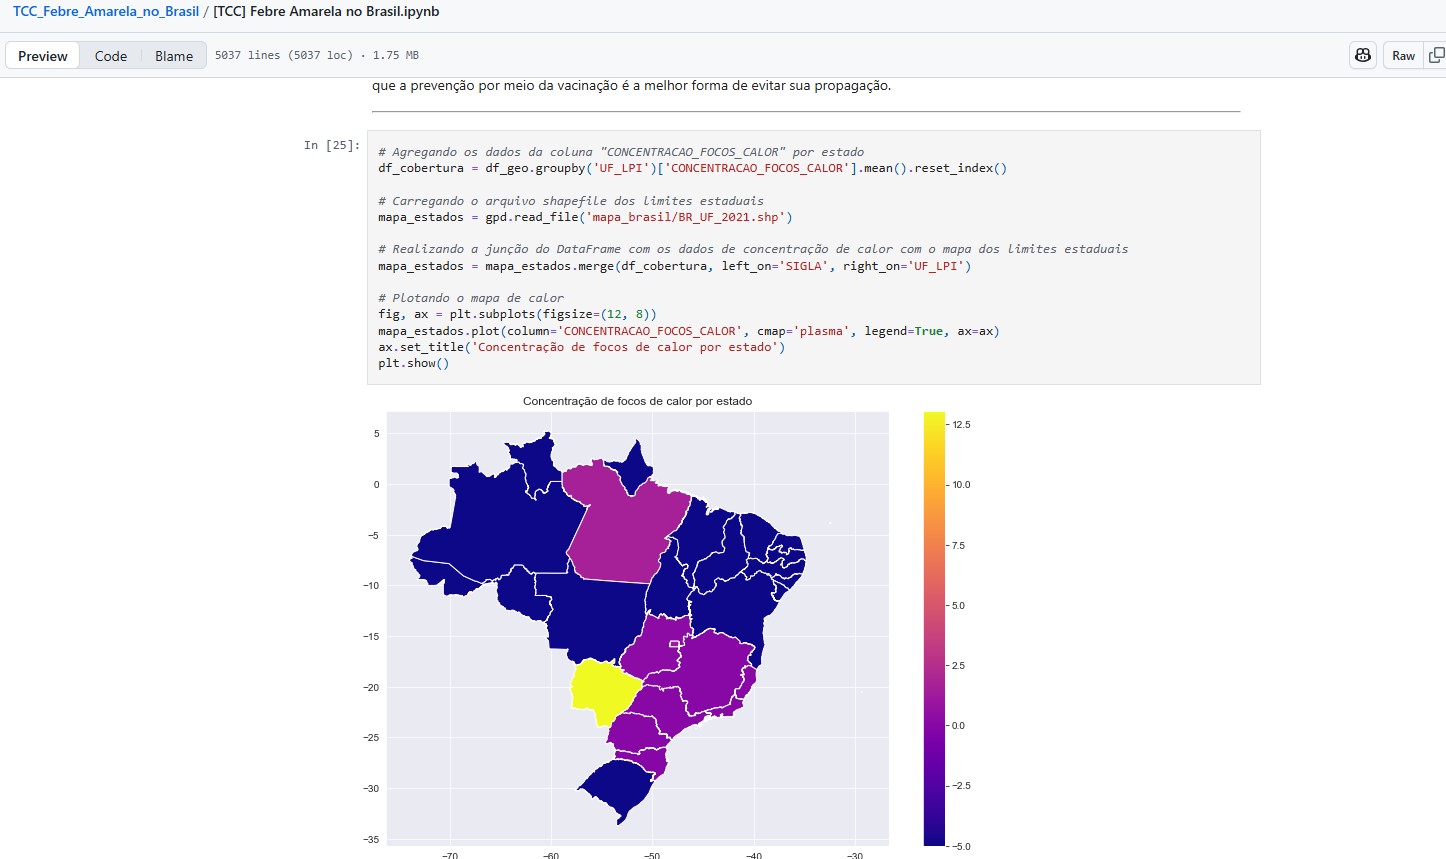 TCC_Febre_Amarela_no_Brasil / [TCC] Febre Amarela no Brasil.ipynb
Preview Code Blame 5037 lines (5037 loc) · 1.75 MB Raw
que a prevenção por meio da vacinação é a melhor forma de evitar sua propagação.
In [25]:
# Agregando os dados da coluna "CONCENTRACAO_FOCOS_CALOR" por estado
df_cobertura = df_geo.groupby('UF_LPI')['CONCENTRACAO_FOCOS_CALOR'].mean().reset_index()
# Carregando o arquivo shapefile dos limites estaduais
mapa_estados = gpd.read_file('mapa_brasil/BR_UF_2021.shp')
# Realizando a junção do DataFrame com os dados de concentração de calor com o mapa dos limites estaduais
mapa_estados = mapa_estados.merge(df_cobertura, left_on='SIGLA', right_on='UF_LPI')
# Plotando o mapa de calor
fig, ax = plt.subplots(figsize=(12, 8))
mapa_estados.plot(column='CONCENTRACAO_FOCOS_CALOR', cmap='plasma', legend=True, ax=ax)
ax.set_title('Concentração de focos de calor por estado')
plt.show()
Concentração de focos de calor por estado
5
0
−5
−10
−15
−20
−25
−30
−35
−70 −60 −50 −40 −30
12.5
10.0
7.5
5.0
2.5
0.0
−2.5
−5.0